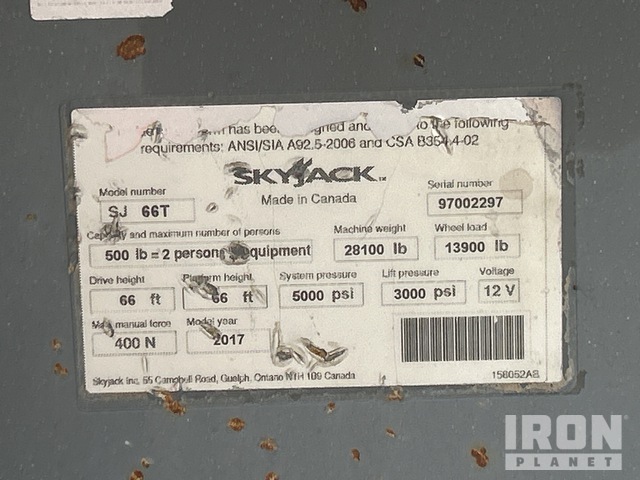 has been and to the following
requirements: ANSI/SIA A92.5-2006 and CSA B354.4-02
SKYJACK™
Made in Canada
Model number
Serial number
SJ 66T
97002297
Capacity and maximum number of persons
Machine weight
Wheel load
500 lb = 2 persons equipment
28100 lb
13900 lb
Drive height
Platform height
System pressure
Lift pressure
Voltage
66 ft
66 ft
5000 psi
3000 psi
12 V
Max manual force
Model year
400 N
2017
Skyjack Inc. 55 Campbell Road, Guelph, Ontario Canada
156052AB
IRON
PLANET